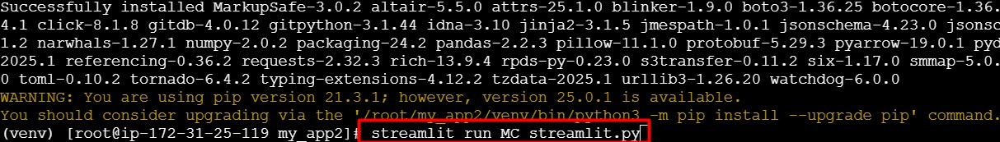 Successfully installed MarkupSafe-3.0.2 altair-5.5.0 attrs-25.1.0 blinker-1.9.0 boto3-1.36.25 botocore-1.36.
4.1 click-8.1.8 gitdb-4.0.12 gitpython-3.1.44 idna-3.10 jinja2-3.1.5 jmespath-1.0.1 jsonschema-4.23.0 jsonsc
1.2 narwhals-1.27.1 numpy-2.0.2 packaging-24.2 pandas-2.2.3 pillow-11.1.0 protobuf-5.29.3 pyarrow-19.0.1 pyd
2025.1 referencing-0.36.2 requests-2.32.3 rich-13.9.4 rpds-py-0.23.0 s3transfer-0.11.2 six-1.17.0 smmap-5.0.
0 toml-0.10.2 tornado-6.4.2 typing-extensions-4.12.2 tzdata-2025.1 urllib3-1.26.20 watchdog-6.0.0
WARNING: You are using pip version 21.3.1; however, version 25.0.1 is available.
You should consider upgrading via the '/root/my_app2/venv/bin/python3 -m pip install --upgrade pip' command.
(venv) [root@ip-172-31-25-119 my_app2]# streamlit run MC streamlit.py